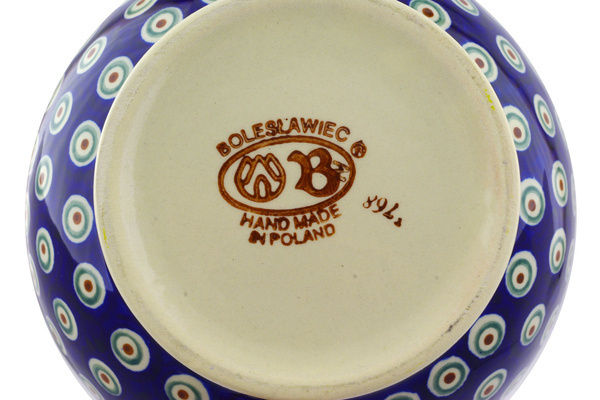 BOLESŁAWIEC ®
B
HAND MADE
IN POLAND